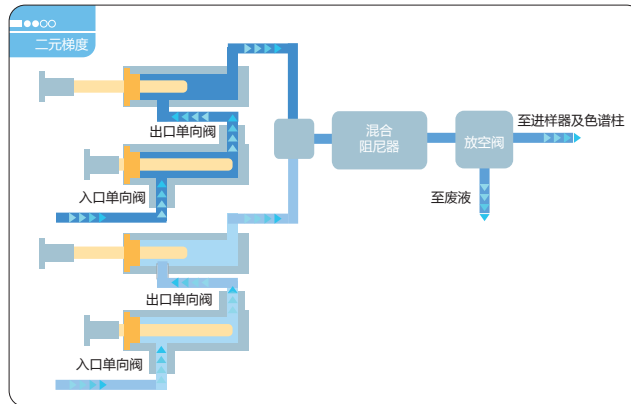 二元梯度
出口单向阀
入口单向阀
混合
阻尼器
放空阀
至进样器及色谱柱
至废液
出口单向阀
入口单向阀